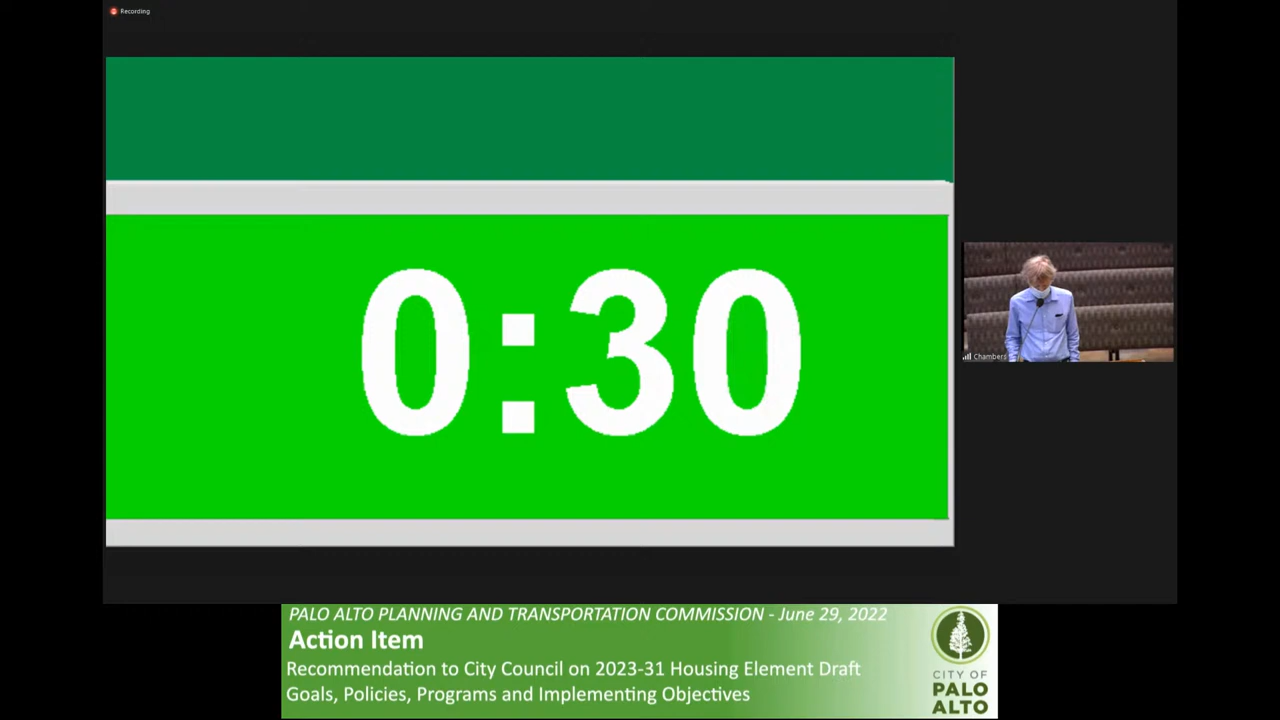 Recording
0:30
Chambers
PALO ALTO PLANNING AND TRANSPORTATION COMMISSION - June 29, 2022
Action Item
Recommendation to City Council on 2023-31 Housing Element Draft
Goals, Policies, Programs and Implementing Objectives
CITY OF
PALO
ALTO